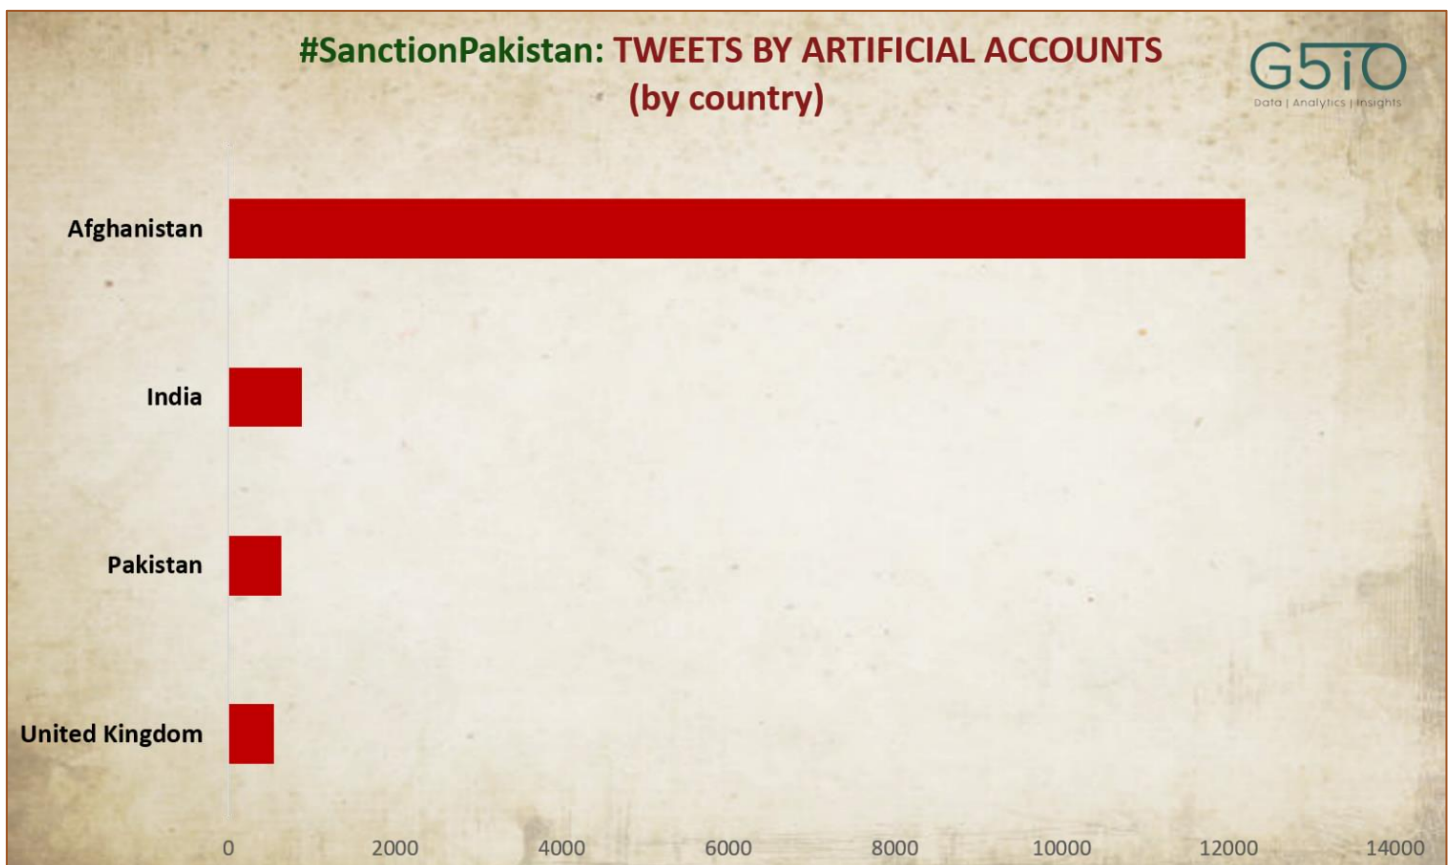 #SanctionPakistan: TWEETS BY ARTIFICIAL ACCOUNTS
(by country)
G5iO
Data | Analytics | Insights
Afghanistan
India
Pakistan
United Kingdom
0 2000 4000 6000 8000 10000 12000 14000